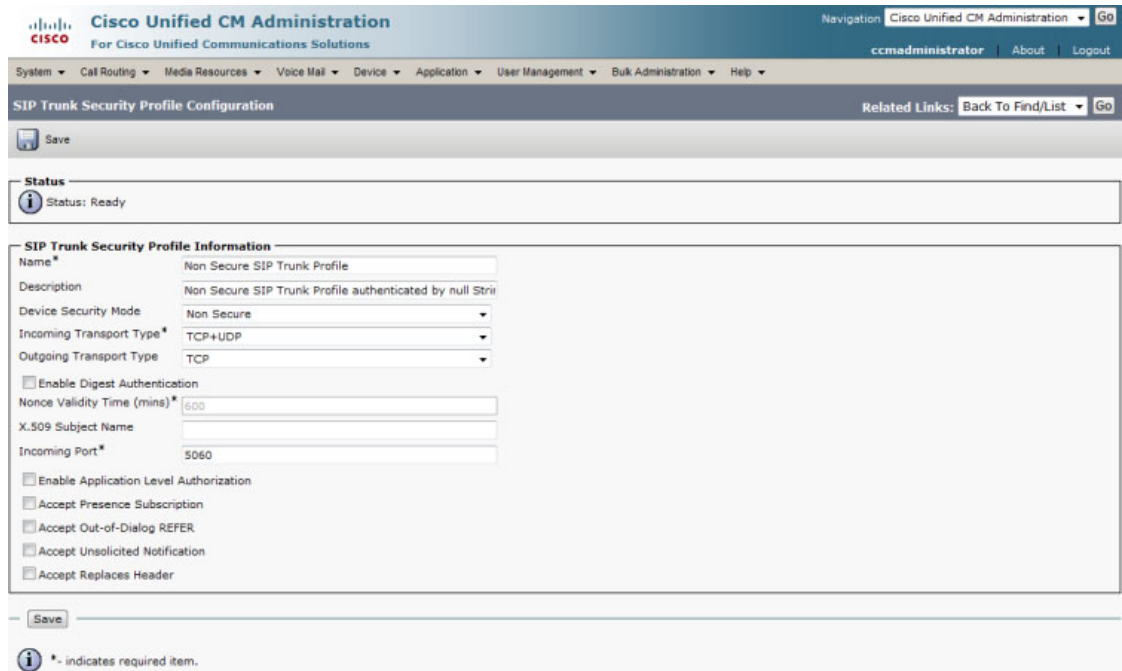 Cisco Unified CM Administration
For Cisco Unified Communications Solutions
CISCO
Navigation Cisco Unified CM Administration Go
ccmadministrator | About | Logout
System Call Routing Media Resources Voice Mail Device Application User Management Bulk Administration Help
SIP Trunk Security Profile Configuration
Related Links: Back To Find/List Go
Save
Status
Status: Ready
SIP Trunk Security Profile Information
Name* Non Secure SIP Trunk Profile
Description Non Secure SIP Trunk Profile authenticated by null Strin
Device Security Mode Non Secure
Incoming Transport Type* TCP+UDP
Outgoing Transport Type TCP
Enable Digest Authentication
Nonce Validity Time (mins)* 600
X.509 Subject Name
Incoming Port* 5060
Enable Application Level Authorization
Accept Presence Subscription
Accept Out-of-Dialog REFER
Accept Unsolicited Notification
Accept Replaces Header
Save
*- indicates required item.